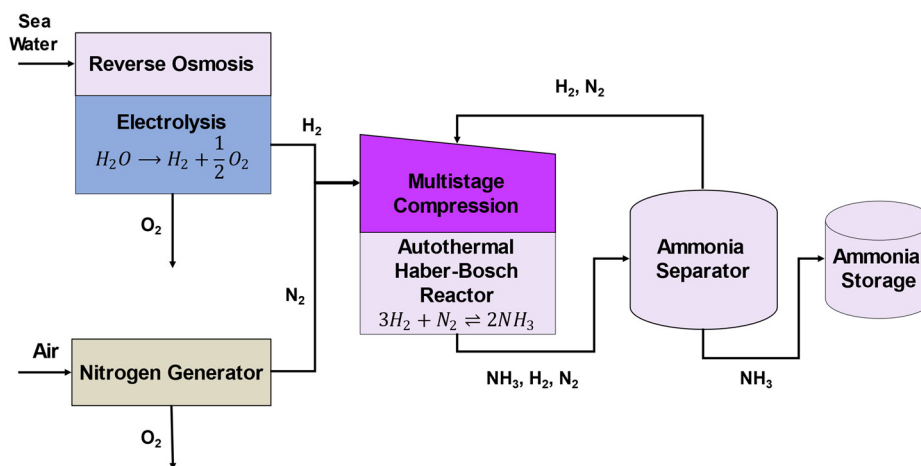 Sea
Water
Reverse Osmosis
Electrolysis
H₂O → H₂ + 1/2 O₂
O₂
H₂
N₂
Air
Nitrogen Generator
O₂
H₂, N₂
Multistage
Compression
Autothermal
Haber-Bosch
Reactor
3H₂ + N₂ ⇌ 2NH₃
NH₃, H₂, N₂
Ammonia
Separator
NH₃
Ammonia
Storage